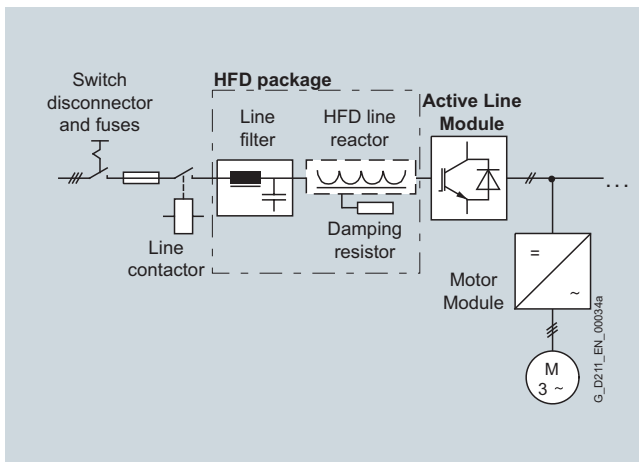 Switch
disconnector
and fuses
HFD package
Line
filter
HFD line
reactor
Active Line
Module
Line
contactor
Damping
resistor
...
Motor
Module
=
~
M
3 ~
G_D211_EN_00034a